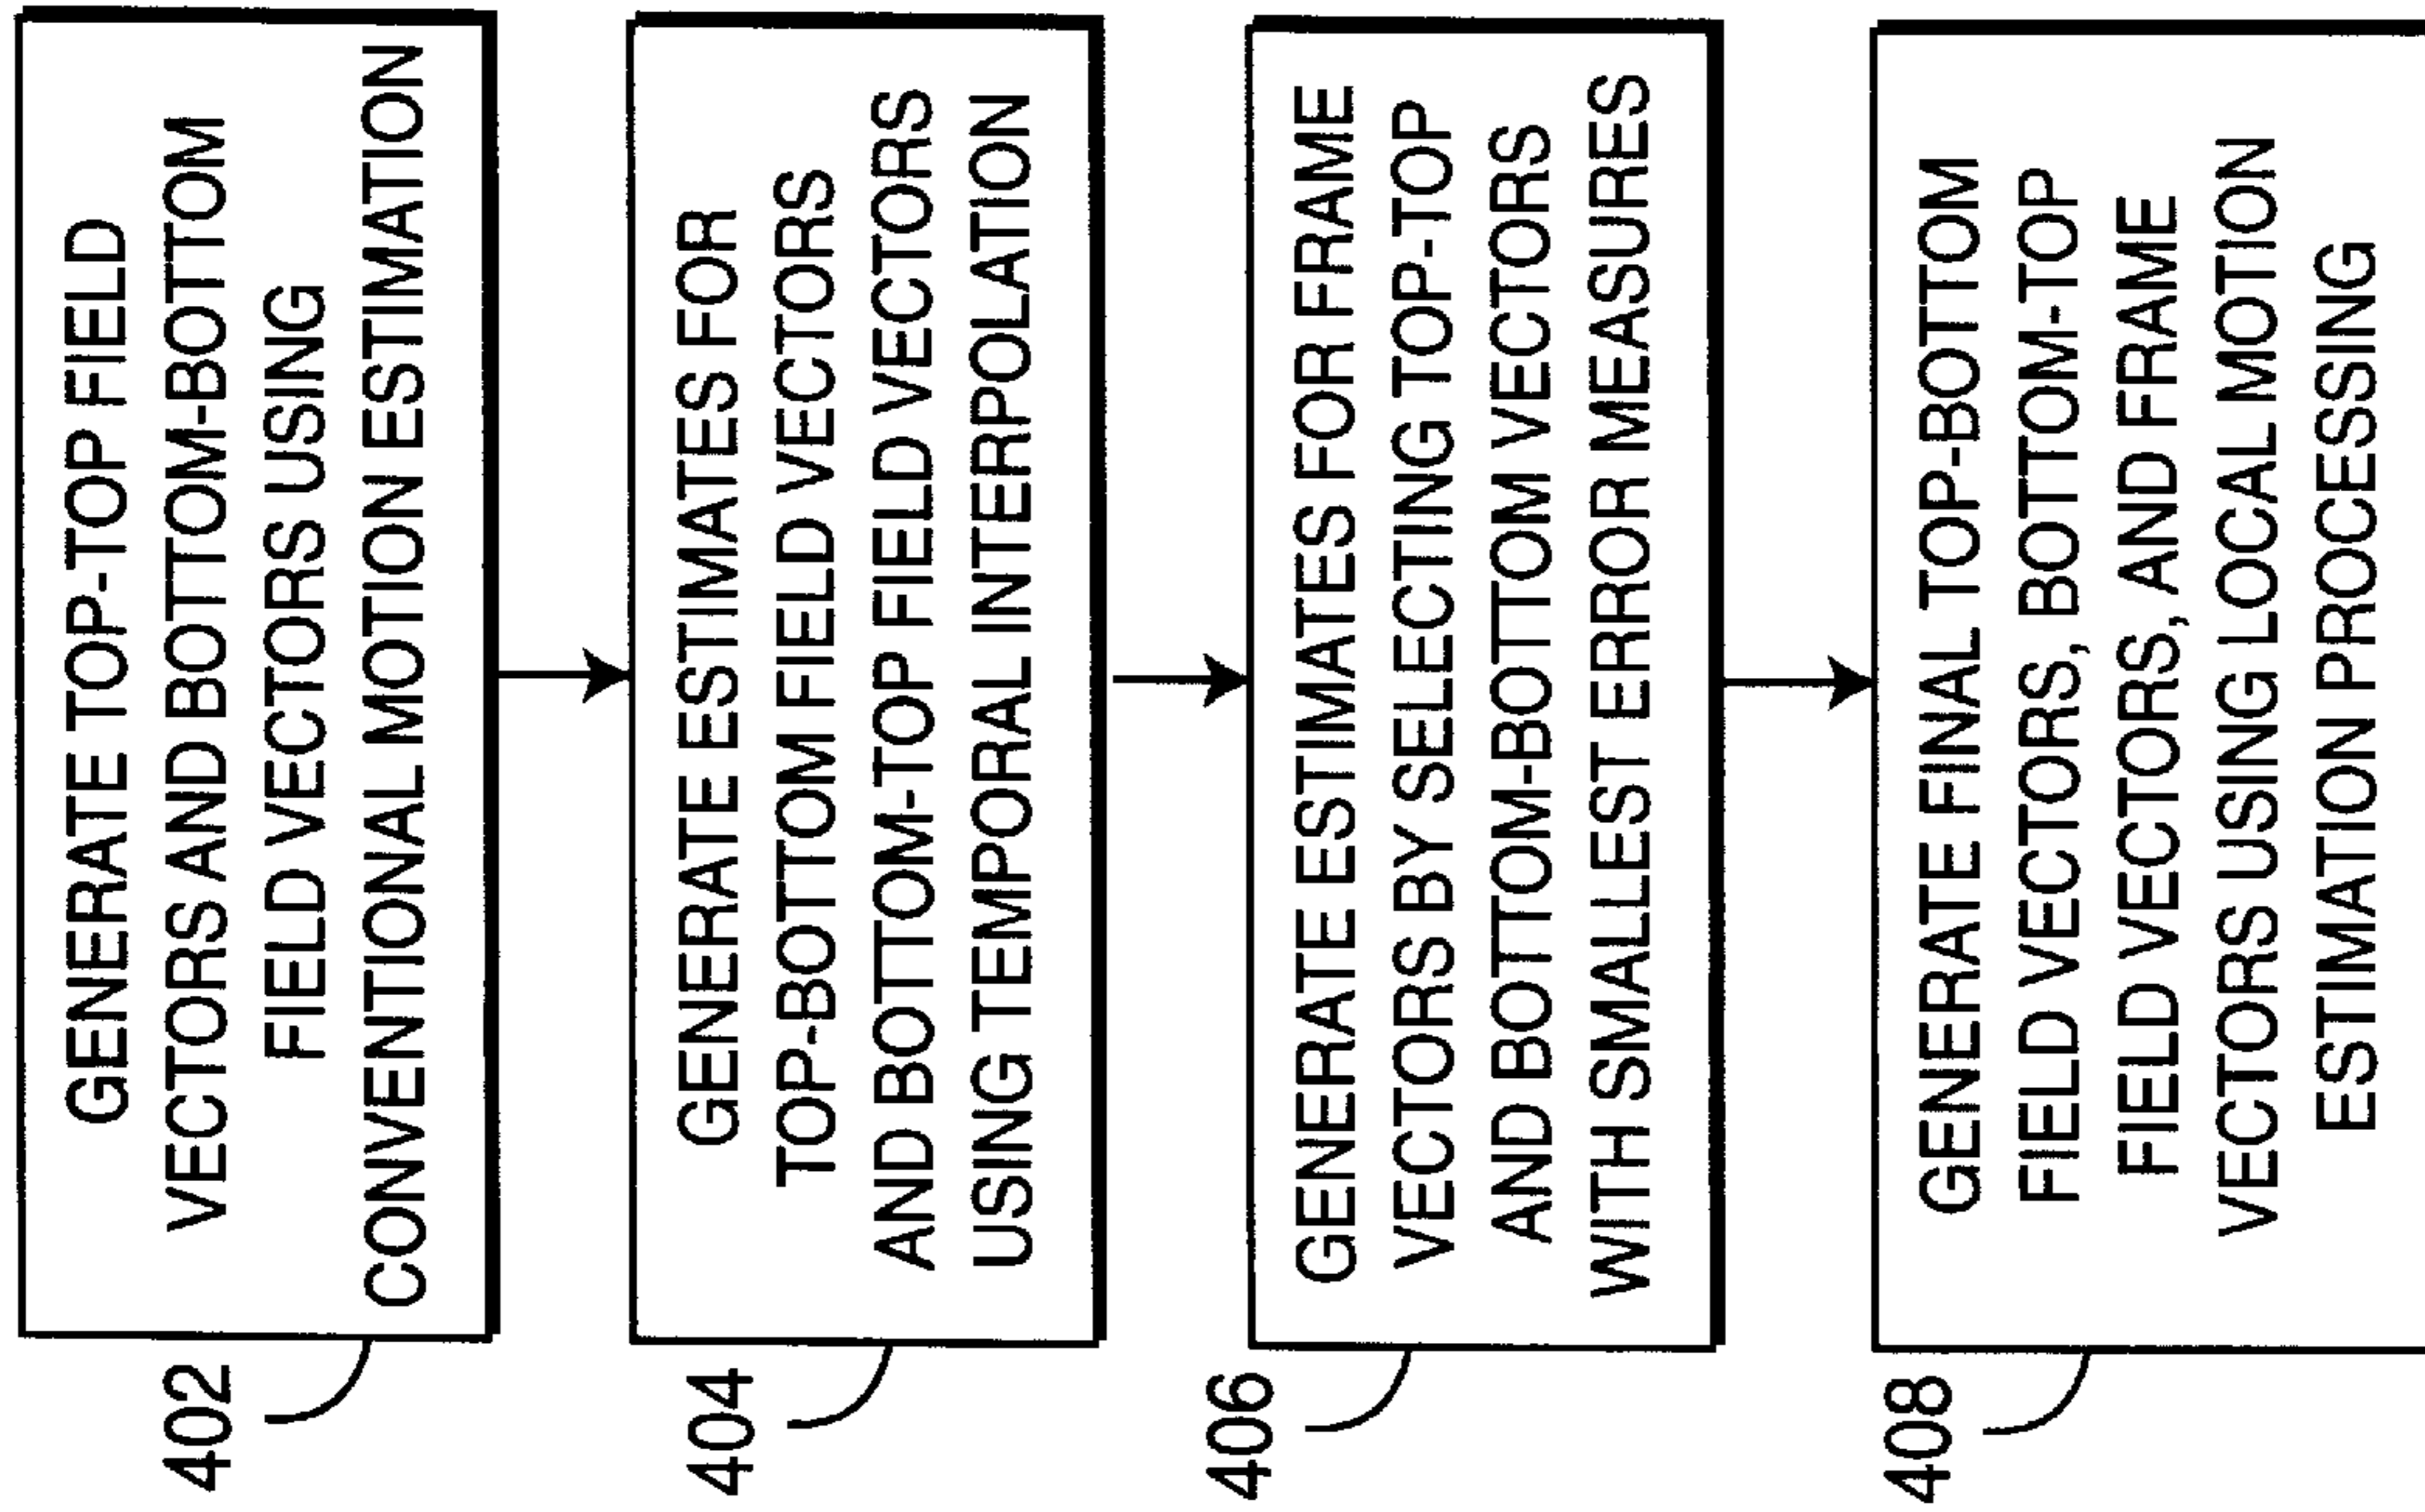 402
GENERATE TOP-TOP FIELD
VECTORS AND BOTTOM-BOTTOM
FIELD VECTORS USING
CONVENTIONAL MOTION ESTIMATION
404
GENERATE ESTIMATES FOR
TOP-BOTTOM FIELD VECTORS
AND BOTTOM-TOP FIELD VECTORS
USING TEMPORAL INTERPOLATION
406
GENERATE ESTIMATES FOR FRAME
VECTORS BY SELECTING TOP-TOP
AND BOTTOM-BOTTOM VECTORS
WITH SMALLEST ERROR MEASURES
408
GENERATE FINAL TOP-BOTTOM
FIELD VECTORS, BOTTOM-TOP
FIELD VECTORS, AND FRAME
VECTORS USING LOCAL MOTION
ESTIMATION PROCESSING